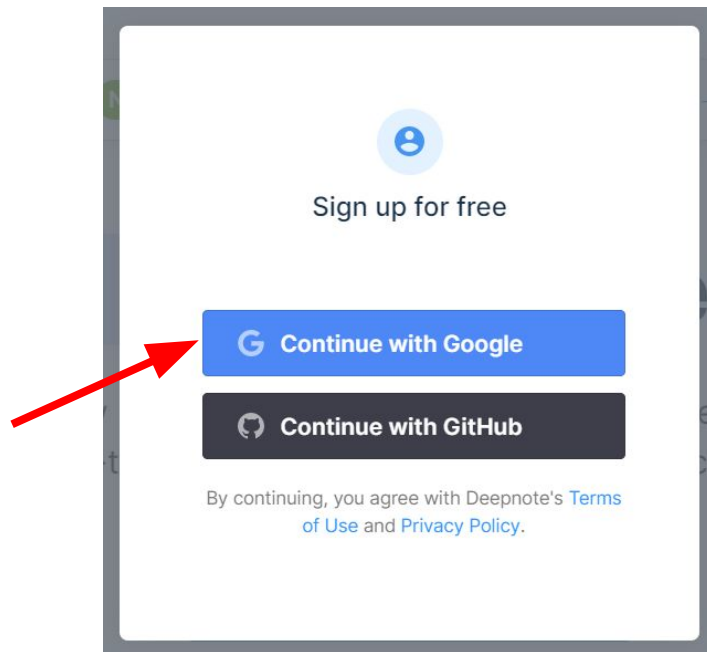 Sign up for free
Continue with Google
Continue with GitHub
By continuing, you agree with Deepnote's Terms
of Use and Privacy Policy.